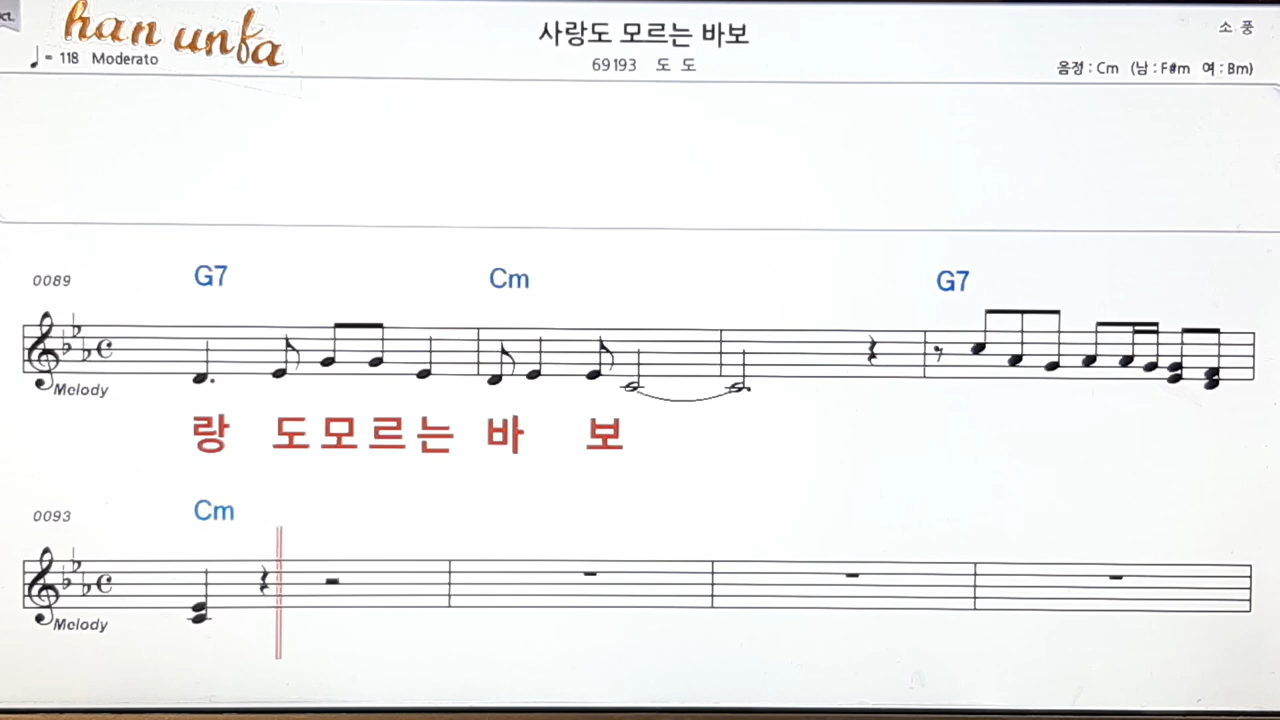 han unfa
♩= 118 Moderato
사랑도 모르는 바보
69193 도 도
소 풍
음정 : Cm (남 : F#m 여 : Bm)
0089 G7 Cm G7
Melody
랑 도 모 르 는 바 보
0093 Cm
Melody